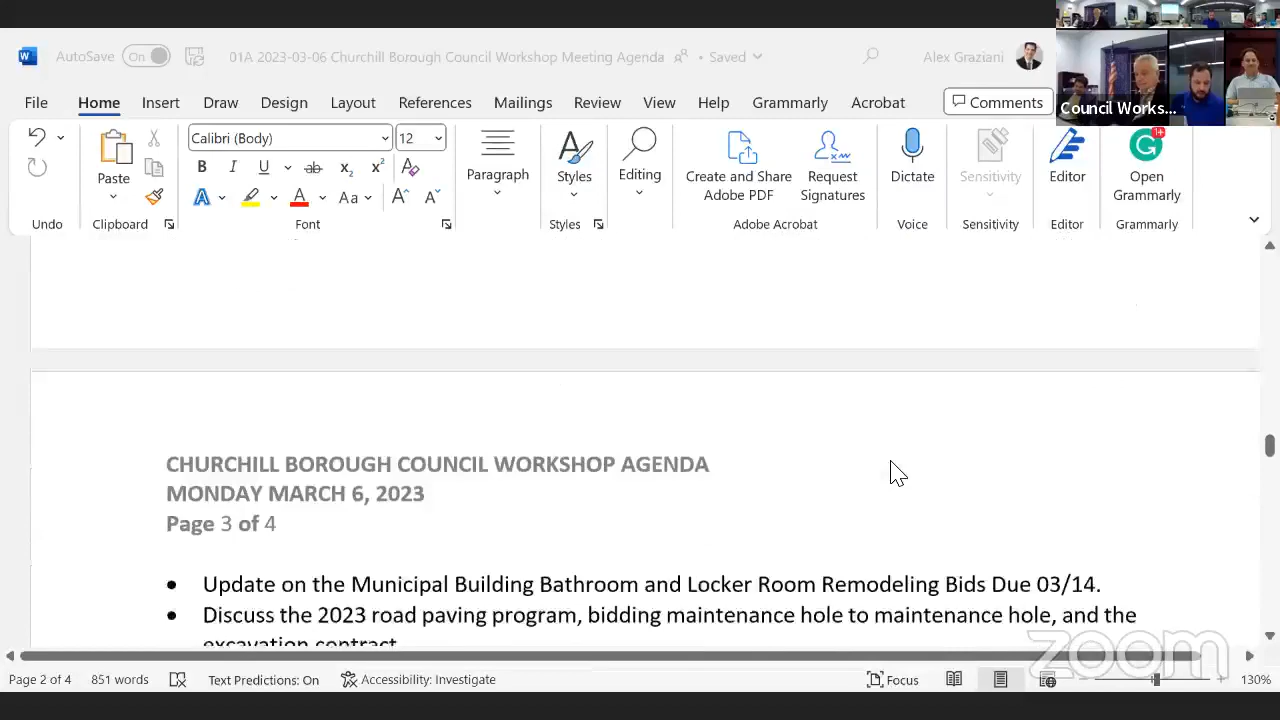 AutoSave On 01A 2023-03-06 Churchill Borough Council Workshop Meeting Agenda • Saved Alex Graziani
Council Works...
File Home Insert Draw Design Layout References Mailings Review View Help Grammarly Acrobat Comments
Calibri (Body) 12
Paste Paragraph Styles Editing Create and Share Adobe PDF Request Signatures Dictate Sensitivity Editor Open Grammarly
Undo Clipboard Font Styles Adobe Acrobat Voice Sensitivity Editor Grammarly
CHURCHILL BOROUGH COUNCIL WORKSHOP AGENDA
MONDAY MARCH 6, 2023
Page 3 of 4
• Update on the Municipal Building Bathroom and Locker Room Remodeling Bids Due 03/14.
• Discuss the 2023 road paving program, bidding maintenance hole to maintenance hole, and the
excavation contract.
zoom
Page 2 of 4 851 words Text Predictions: On Accessibility: Investigate Focus 130%